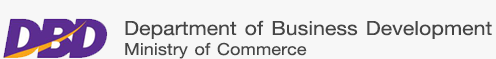 DBD
Department of Business Development
Ministry of Commerce